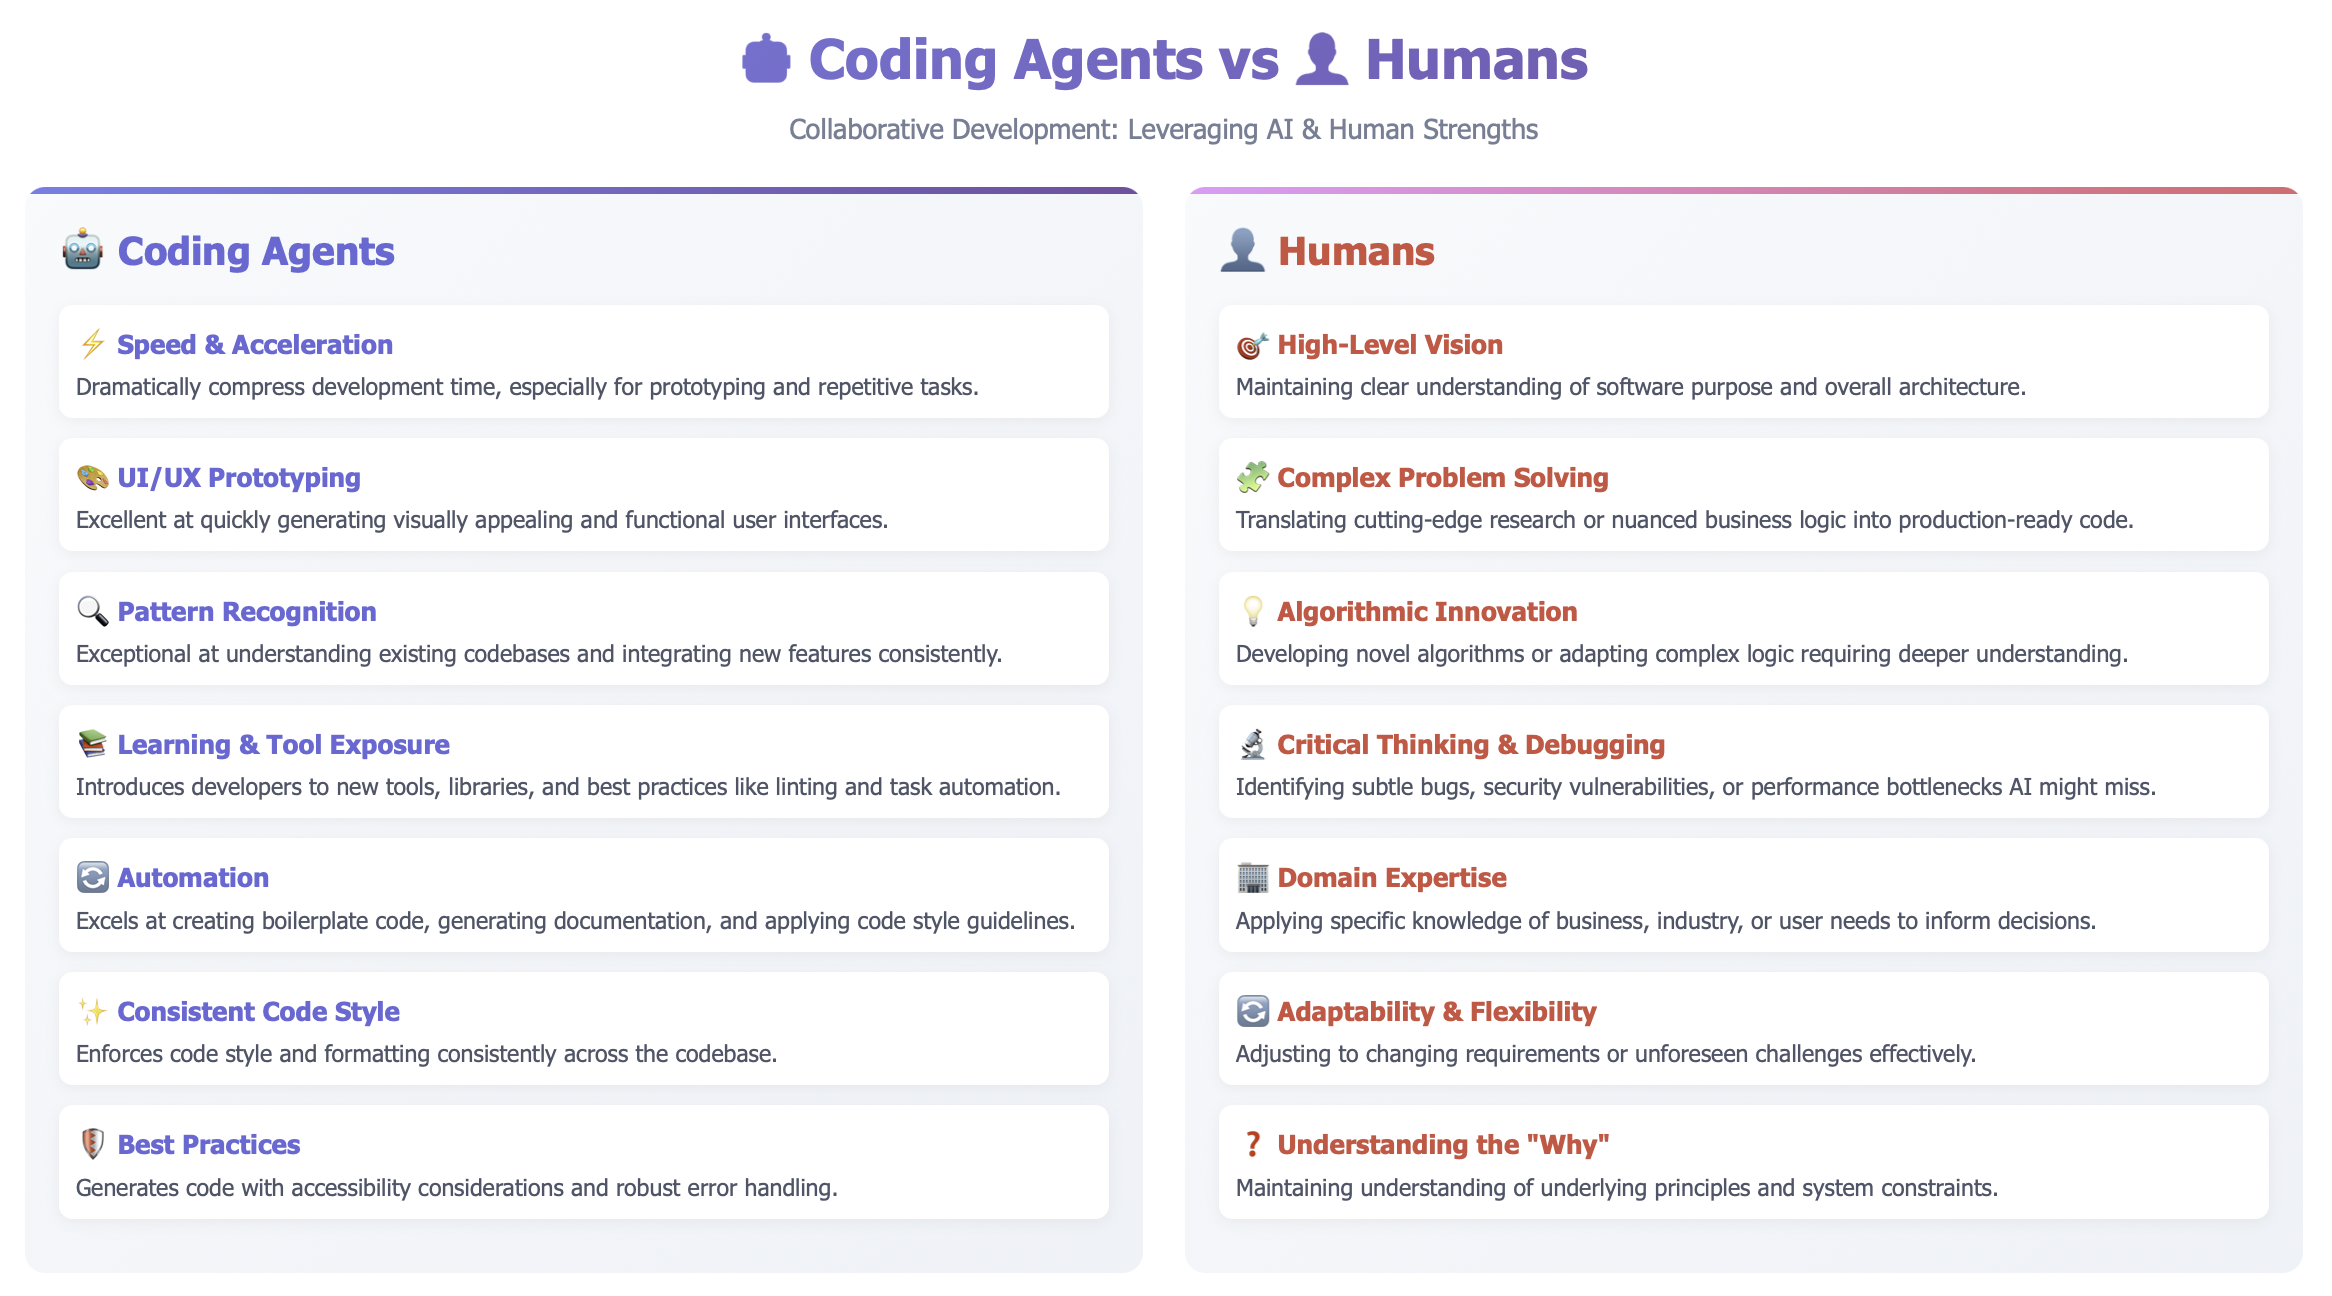 🤖 Coding Agents vs 👤 Humans
Collaborative Development: Leveraging AI & Human Strengths
🤖 Coding Agents
⚡ Speed & Acceleration
Dramatically compress development time, especially for prototyping and repetitive tasks.
🎨 UI/UX Prototyping
Excellent at quickly generating visually appealing and functional user interfaces.
🔍 Pattern Recognition
Exceptional at understanding existing codebases and integrating new features consistently.
📚 Learning & Tool Exposure
Introduces developers to new tools, libraries, and best practices like linting and task automation.
🔄 Automation
Excels at creating boilerplate code, generating documentation, and applying code style guidelines.
✨ Consistent Code Style
Enforces code style and formatting consistently across the codebase.
🛡️ Best Practices
Generates code with accessibility considerations and robust error handling.
👤 Humans
🎯 High-Level Vision
Maintaining clear understanding of software purpose and overall architecture.
🧩 Complex Problem Solving
Translating cutting-edge research or nuanced business logic into production-ready code.
💡 Algorithmic Innovation
Developing novel algorithms or adapting complex logic requiring deeper understanding.
🔬 Critical Thinking & Debugging
Identifying subtle bugs, security vulnerabilities, or performance bottlenecks AI might miss.
🏢 Domain Expertise
Applying specific knowledge of business, industry, or user needs to inform decisions.
🔄 Adaptability & Flexibility
Adjusting to changing requirements or unforeseen challenges effectively.
❓ Understanding the "Why"
Maintaining understanding of underlying principles and system constraints.